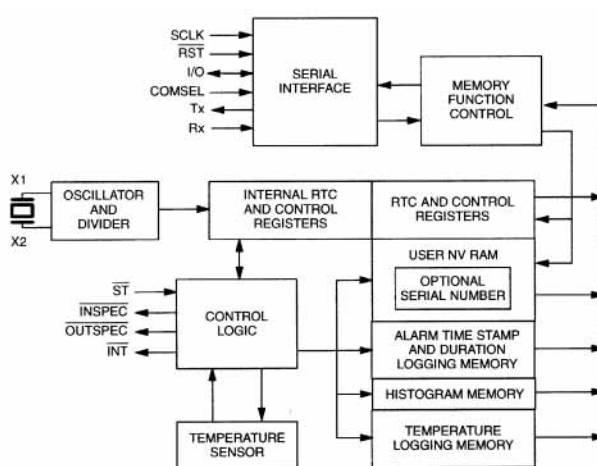 SCLK
RST
I/O
COMSEL
Tx
Rx
SERIAL
INTERFACE
MEMORY
FUNCTION
CONTROL
X1
X2
OSCILLATOR
AND
DIVIDER
INTERNAL RTC
AND CONTROL
REGISTERS
RTC AND CONTROL
REGISTERS
USER NV RAM
OPTIONAL
SERIAL NUMBER
ST
INSPEC
OUTSPEC
INT
CONTROL
LOGIC
ALARM TIME STAMP
AND DURATION
LOGGING MEMORY
HISTOGRAM MEMORY
TEMPERATURE
SENSOR
TEMPERATURE
LOGGING MEMORY